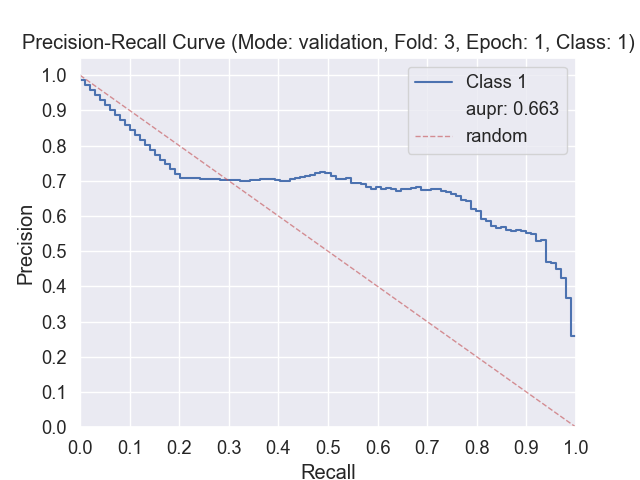 Precision-Recall Curve (Mode: validation, Fold: 3, Epoch: 1, Class: 1)
Class 1
aupr: 0.663
random
1.0
0.9
0.8
0.7
0.6
0.5
0.4
0.3
0.2
0.1
0.0
Precision
0.0 0.1 0.2 0.3 0.4 0.5 0.6 0.7 0.8 0.9 1.0
Recall